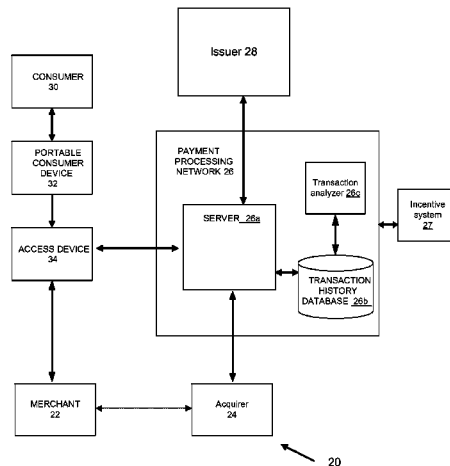 Issuer 28
CONSUMER
30
PAYMENT
PROCESSING
NETWORK 26
PORTABLE
CONSUMER
DEVICE
32
Transaction
analyzer 26c
Incentive
system
27
SERVER 26a
ACCESS DEVICE
34
TRANSACTION
HISTORY
DATABASE 26b
MERCHANT
22
Acquirer
24
20